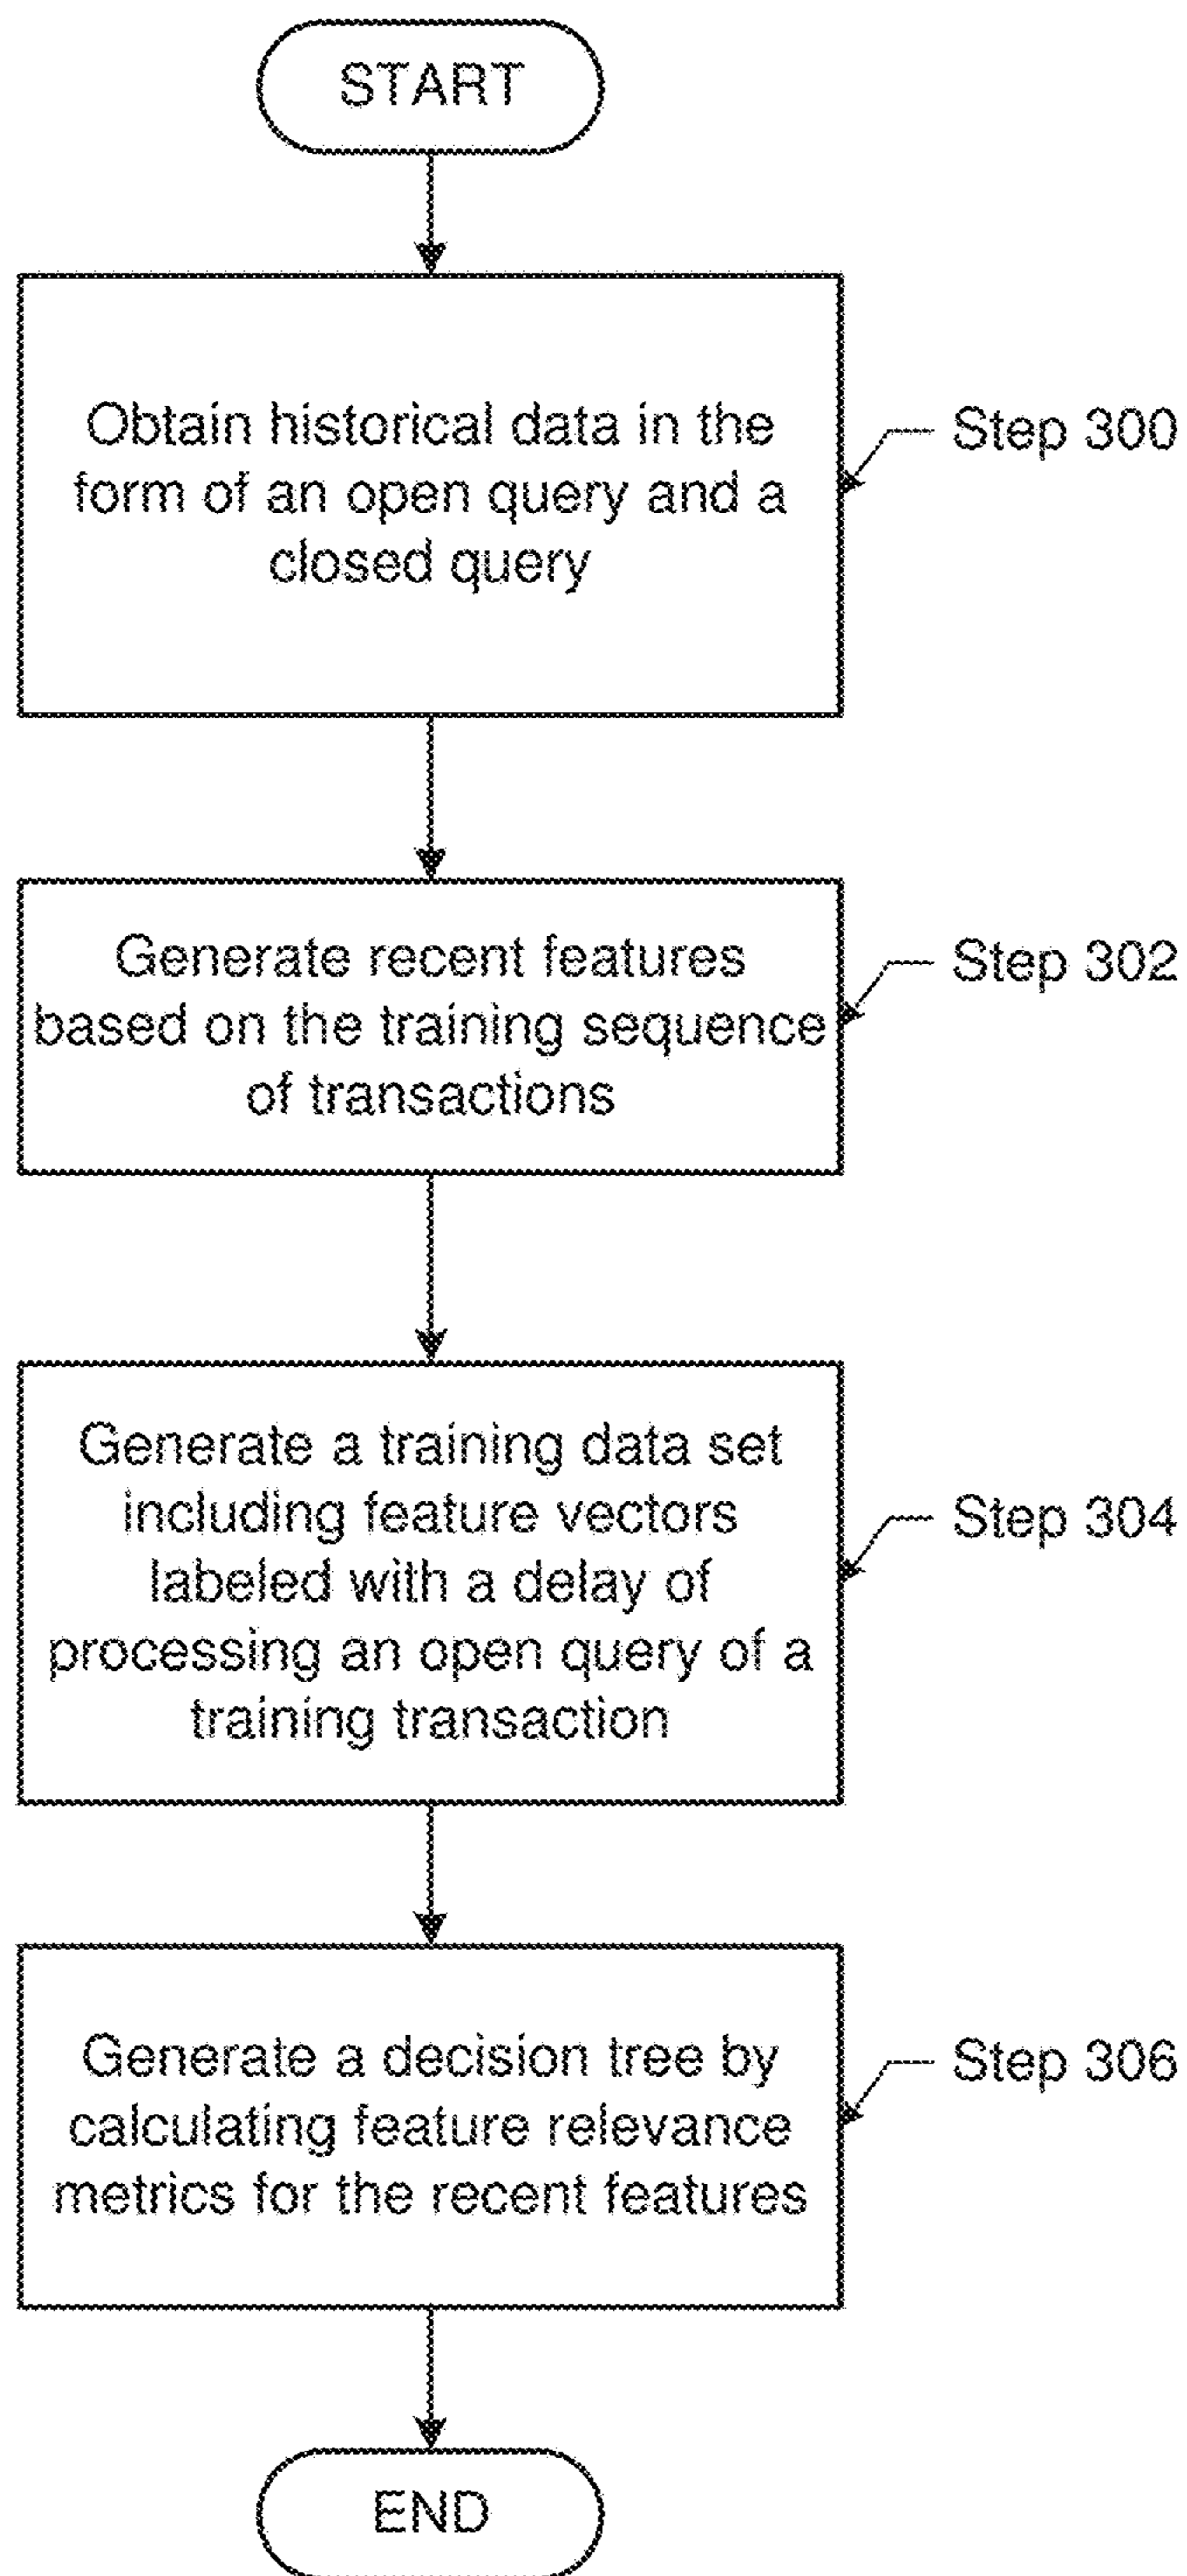 START
Obtain historical data in the
form of an open query and a
closed query
Step 300
Generate recent features
based on the training sequence
of transactions
Step 302
Generate a training data set
including feature vectors
labeled with a delay of
processing an open query of a
training transaction
Step 304
Generate a decision tree by
calculating feature relevance
metrics for the recent features
Step 306
END